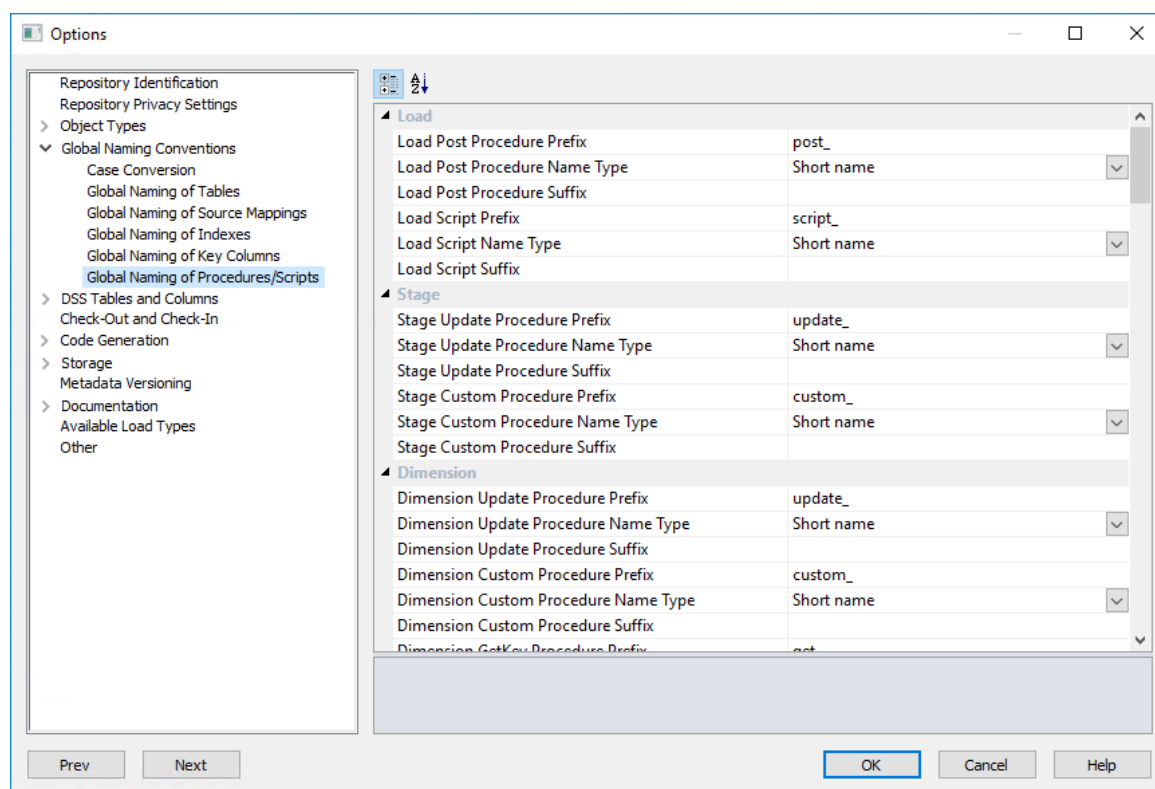 Options
Repository Identification
Repository Privacy Settings
Object Types
Global Naming Conventions
Case Conversion
Global Naming of Tables
Global Naming of Source Mappings
Global Naming of Indexes
Global Naming of Key Columns
Global Naming of Procedures/Scripts
DSS Tables and Columns
Check-Out and Check-In
Code Generation
Storage
Metadata Versioning
Documentation
Available Load Types
Other
Load
Load Post Procedure Prefix post_
Load Post Procedure Name Type Short name
Load Post Procedure Suffix
Load Script Prefix script_
Load Script Name Type Short name
Load Script Suffix
Stage
Stage Update Procedure Prefix update_
Stage Update Procedure Name Type Short name
Stage Update Procedure Suffix
Stage Custom Procedure Prefix custom_
Stage Custom Procedure Name Type Short name
Stage Custom Procedure Suffix
Dimension
Dimension Update Procedure Prefix update_
Dimension Update Procedure Name Type Short name
Dimension Update Procedure Suffix
Dimension Custom Procedure Prefix custom_
Dimension Custom Procedure Name Type Short name
Dimension Custom Procedure Suffix
Dimension GetKey Procedure Prefix get
Prev Next OK Cancel Help